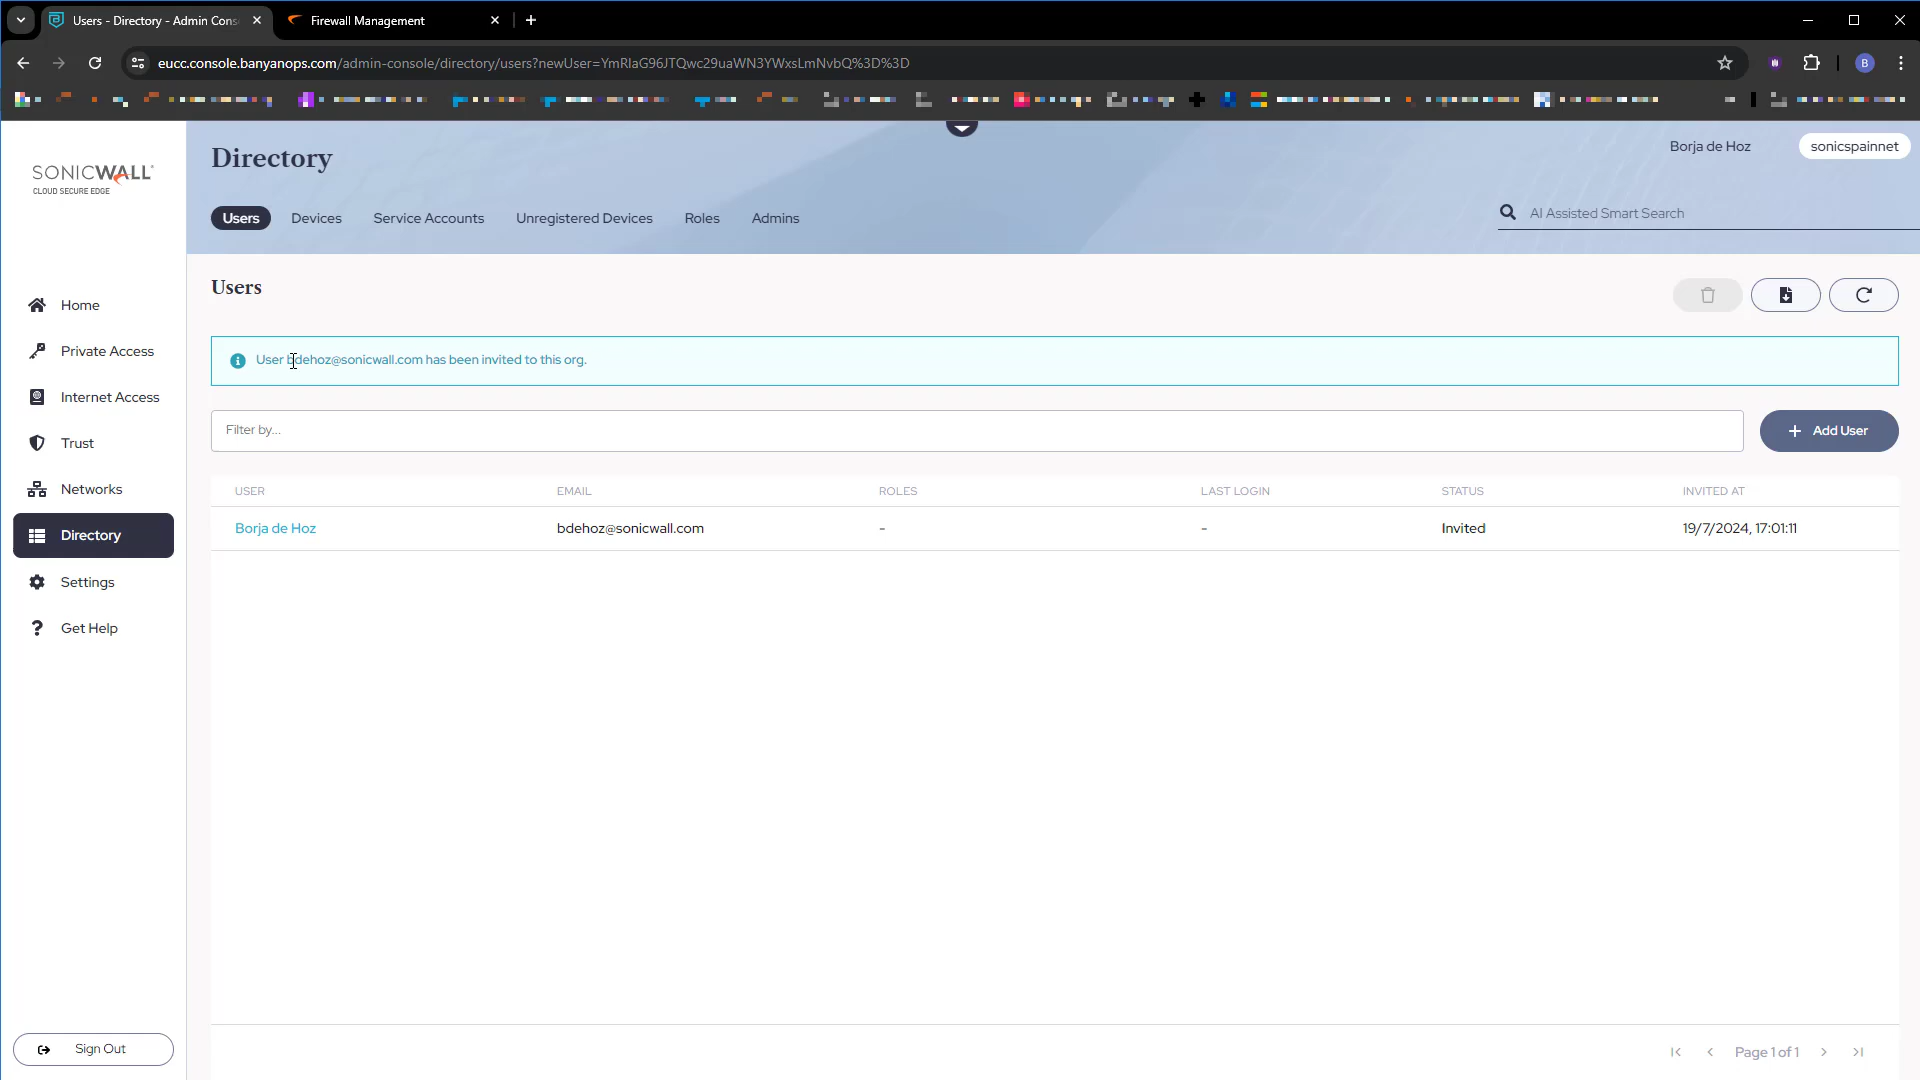 Users - Directory - Admin Cons
Firewall Management
eucc.console.banyanops.com/admin-console/directory/users?newUser=YmRlaG96JTQwc29uaWN3YWxsLmNvbQ%3D%3D
B
SONICWALL
CLOUD SECURE EDGE
Directory
Borja de Hoz
sonicspainnet
Users
Devices
Service Accounts
Unregistered Devices
Roles
Admins
AI Assisted Smart Search
Home
Private Access
Internet Access
Trust
Networks
Directory
Settings
Get Help
Sign Out
Users
User bdehoz@sonicwall.com has been invited to this org.
Filter by...
Add User
USER EMAIL ROLES LAST LOGIN STATUS INVITED AT
Borja de Hoz bdehoz@sonicwall.com - - Invited 19/7/2024, 17:01:11
Page 1 of 1